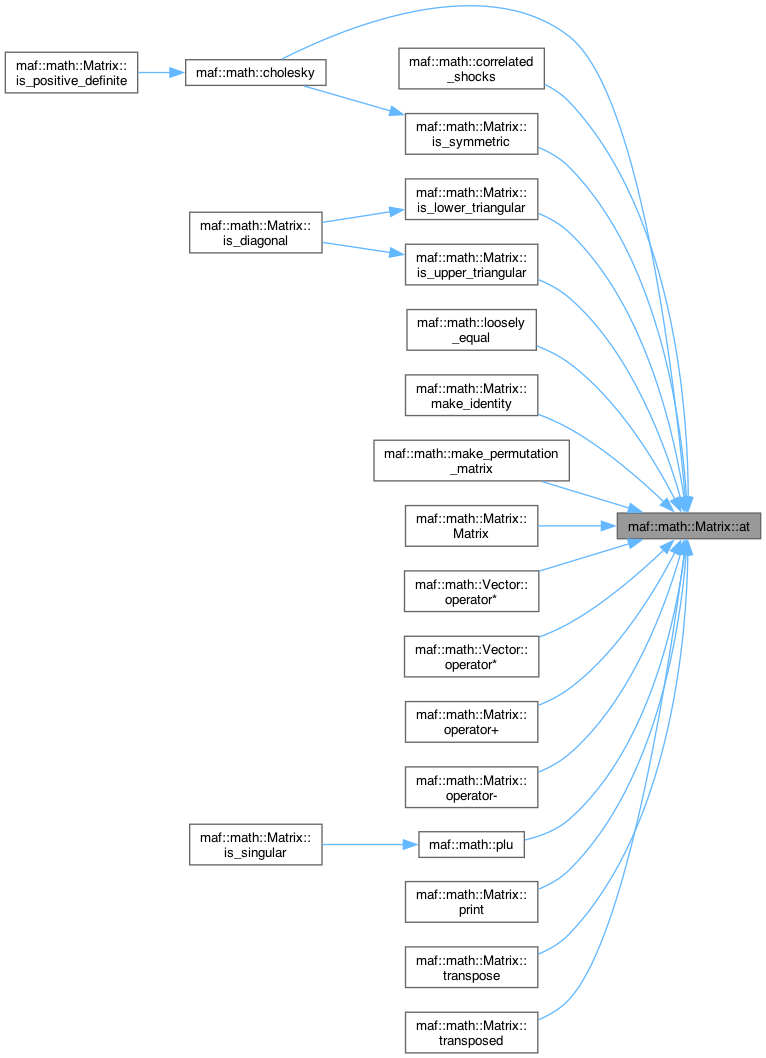 maf::math::Matrix::
is_positive_definite
maf::math::cholesky
maf::math::correlated
_shocks
maf::math::Matrix::
is_symmetric
maf::math::Matrix::
is_lower_triangular
maf::math::Matrix::
is_diagonal
maf::math::Matrix::
is_upper_triangular
maf::math::loosely
_equal
maf::math::Matrix::
make_identity
maf::math::make_permutation
_matrix
maf::math::Matrix::
Matrix
maf::math::Matrix::at
maf::math::Vector::
operator*
maf::math::Vector::
operator*
maf::math::Matrix::
operator+
maf::math::Matrix::
operator-
maf::math::Matrix::
is_singular
maf::math::plu
maf::math::Matrix::
print
maf::math::Matrix::
transpose
maf::math::Matrix::
transposed